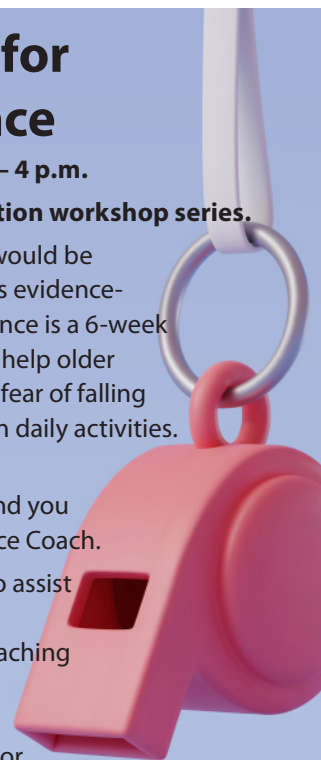 for
nce
– 4 p.m.
tion workshop series.
would be
s evidence-
nce is a 6-week
help older
fear of falling
n daily activities.
nd you
ce Coach.
o assist
aching
or